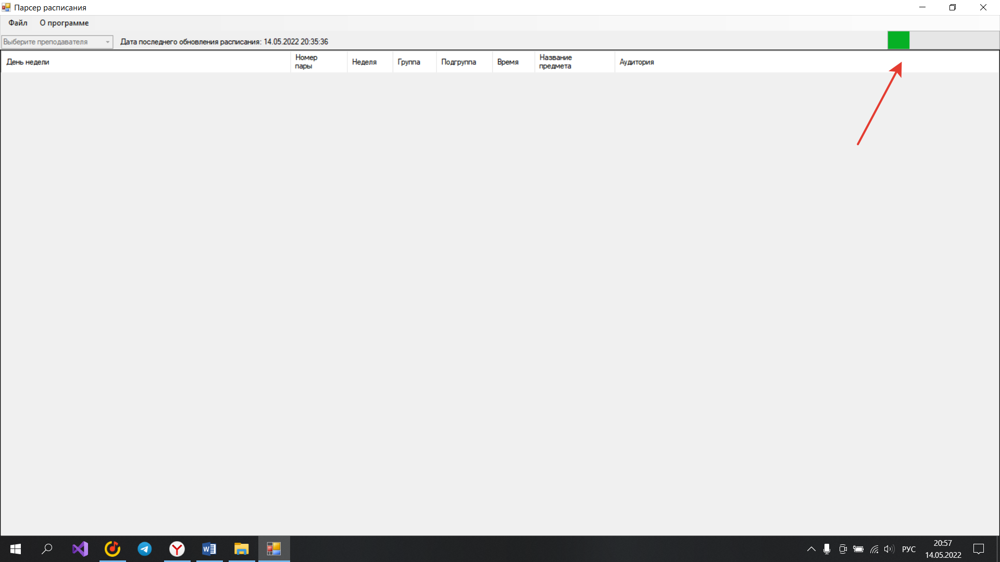 Парсер расписания
Файл О программе
Выберите преподавателя Дата последнего обновления расписания: 14.05.2022 20:35:36
День недели Номер пары Неделя Группа Подгруппа Время Название предмета Аудитория
РУС
20:57
14.05.2022